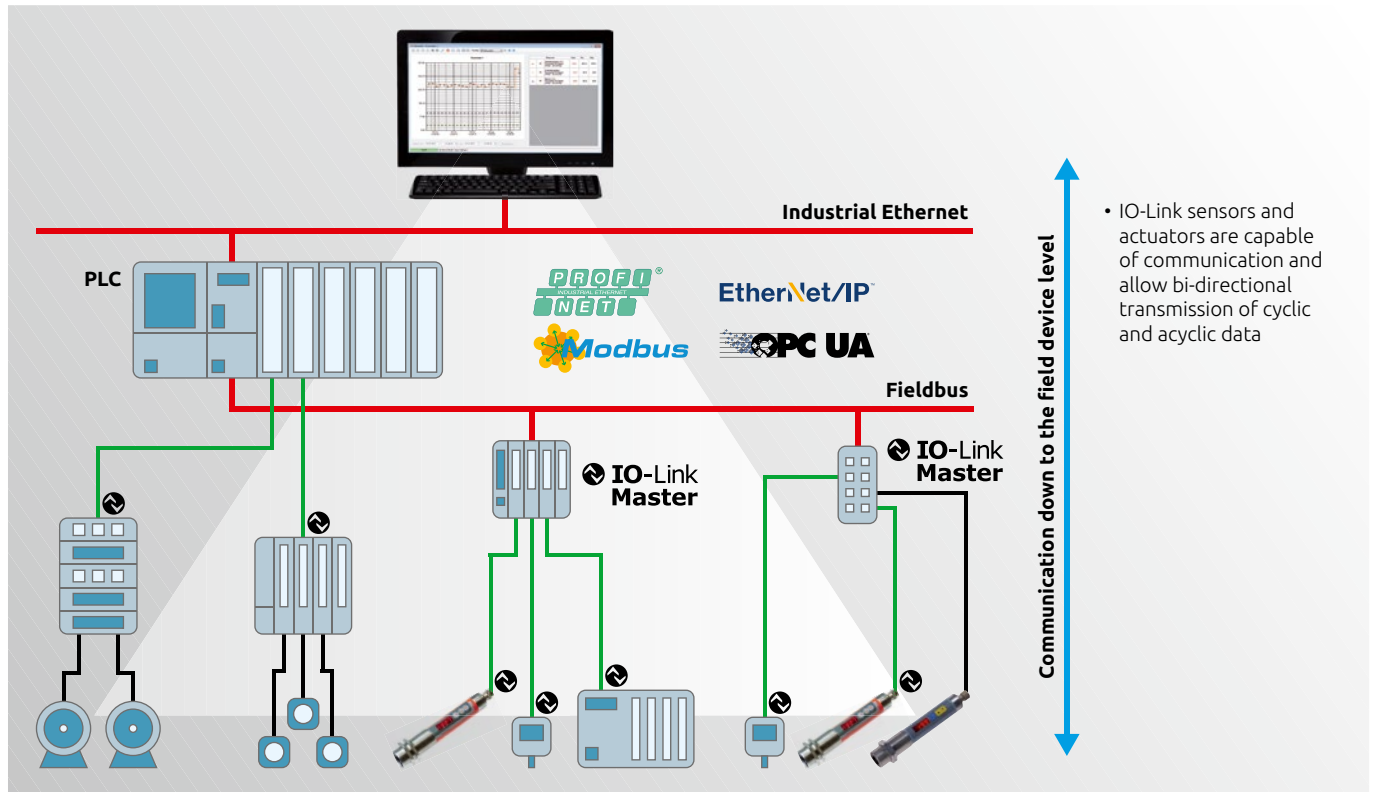 Industrial Ethernet
PLC
PROFI®
INDUSTRIAL ETHERNET
NET
EtherNet/IP™
Modbus
OPC UA
Fieldbus
IO-Link
Master
IO-Link
Master
Communication down to the field device level
• IO-Link sensors and
actuators are capable
of communication and
allow bi-directional
transmission of cyclic
and acyclic data